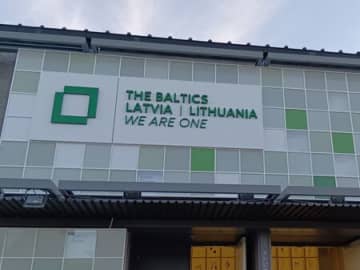 THE BALTICS
LATVIA | LITHUANIA
WE ARE ONE